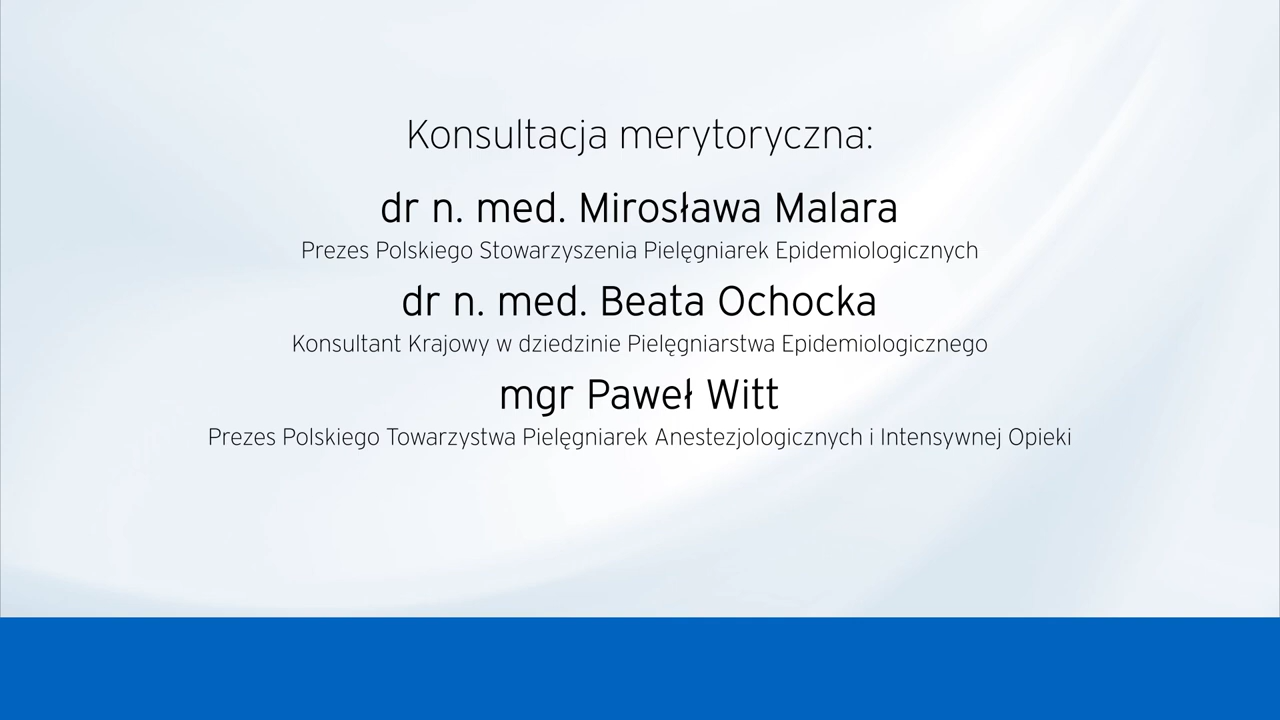 Konsultacja merytoryczna:
dr n. med. Mirosława Malara
Prezes Polskiego Stowarzyszenia Pielęgniarek Epidemiologicznych
dr n. med. Beata Ochocka
Konsultant Krajowy w dziedzinie Pielęgniarstwa Epidemiologicznego
mgr Paweł Witt
Prezes Polskiego Towarzystwa Pielęgniarek Anestezjologicznych i Intensywnej Opieki